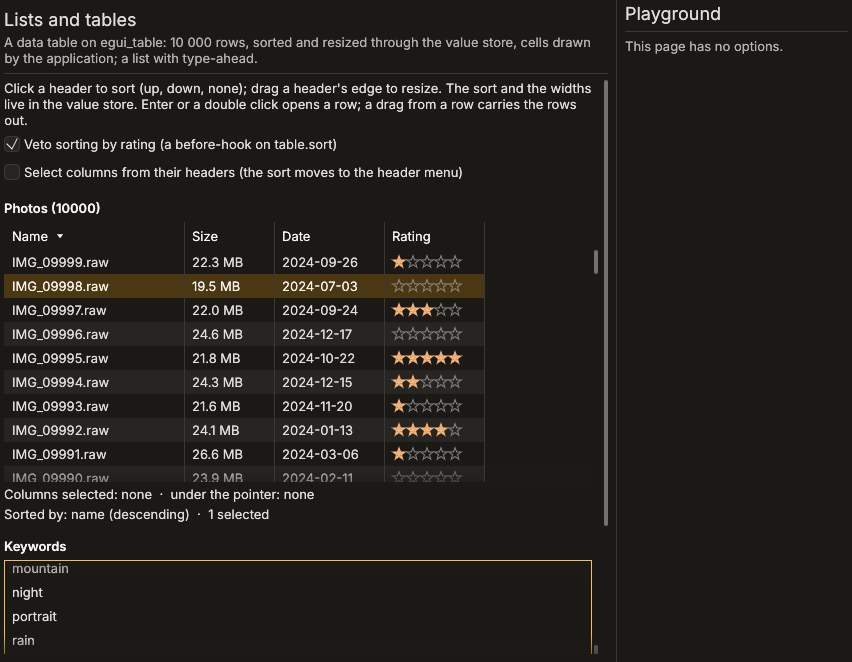 Lists and tables
A data table on egui_table: 10 000 rows, sorted and resized through the value store, cells drawn
by the application; a list with type-ahead.
Click a header to sort (up, down, none); drag a header's edge to resize. The sort and the widths
live in the value store. Enter or a double click opens a row; a drag from a row carries the rows
out.
Veto sorting by rating (a before-hook on table.sort)
Select columns from their headers (the sort moves to the header menu)
Photos (10000)
Name Size Date Rating
IMG_09999.raw 22.3 MB 2024-09-26 ★☆☆☆☆
IMG_09998.raw 19.5 MB 2024-07-03 ☆☆☆☆☆
IMG_09997.raw 22.0 MB 2024-09-24 ★★★☆☆
IMG_09996.raw 24.6 MB 2024-12-17 ☆☆☆☆☆
IMG_09995.raw 21.8 MB 2024-10-22 ★★★★★
IMG_09994.raw 24.3 MB 2024-12-15 ★★☆☆☆
IMG_09993.raw 21.6 MB 2024-11-20 ★☆☆☆☆
IMG_09992.raw 24.1 MB 2024-01-13 ★★★★☆
IMG_09991.raw 26.6 MB 2024-03-06 ★☆☆☆☆
IMG_09990.raw 23.9 MB 2024-02-11 ☆☆☆☆☆
Columns selected: none · under the pointer: none
Sorted by: name (descending) · 1 selected
Keywords
mountain
night
portrait
rain
Playground
This page has no options.